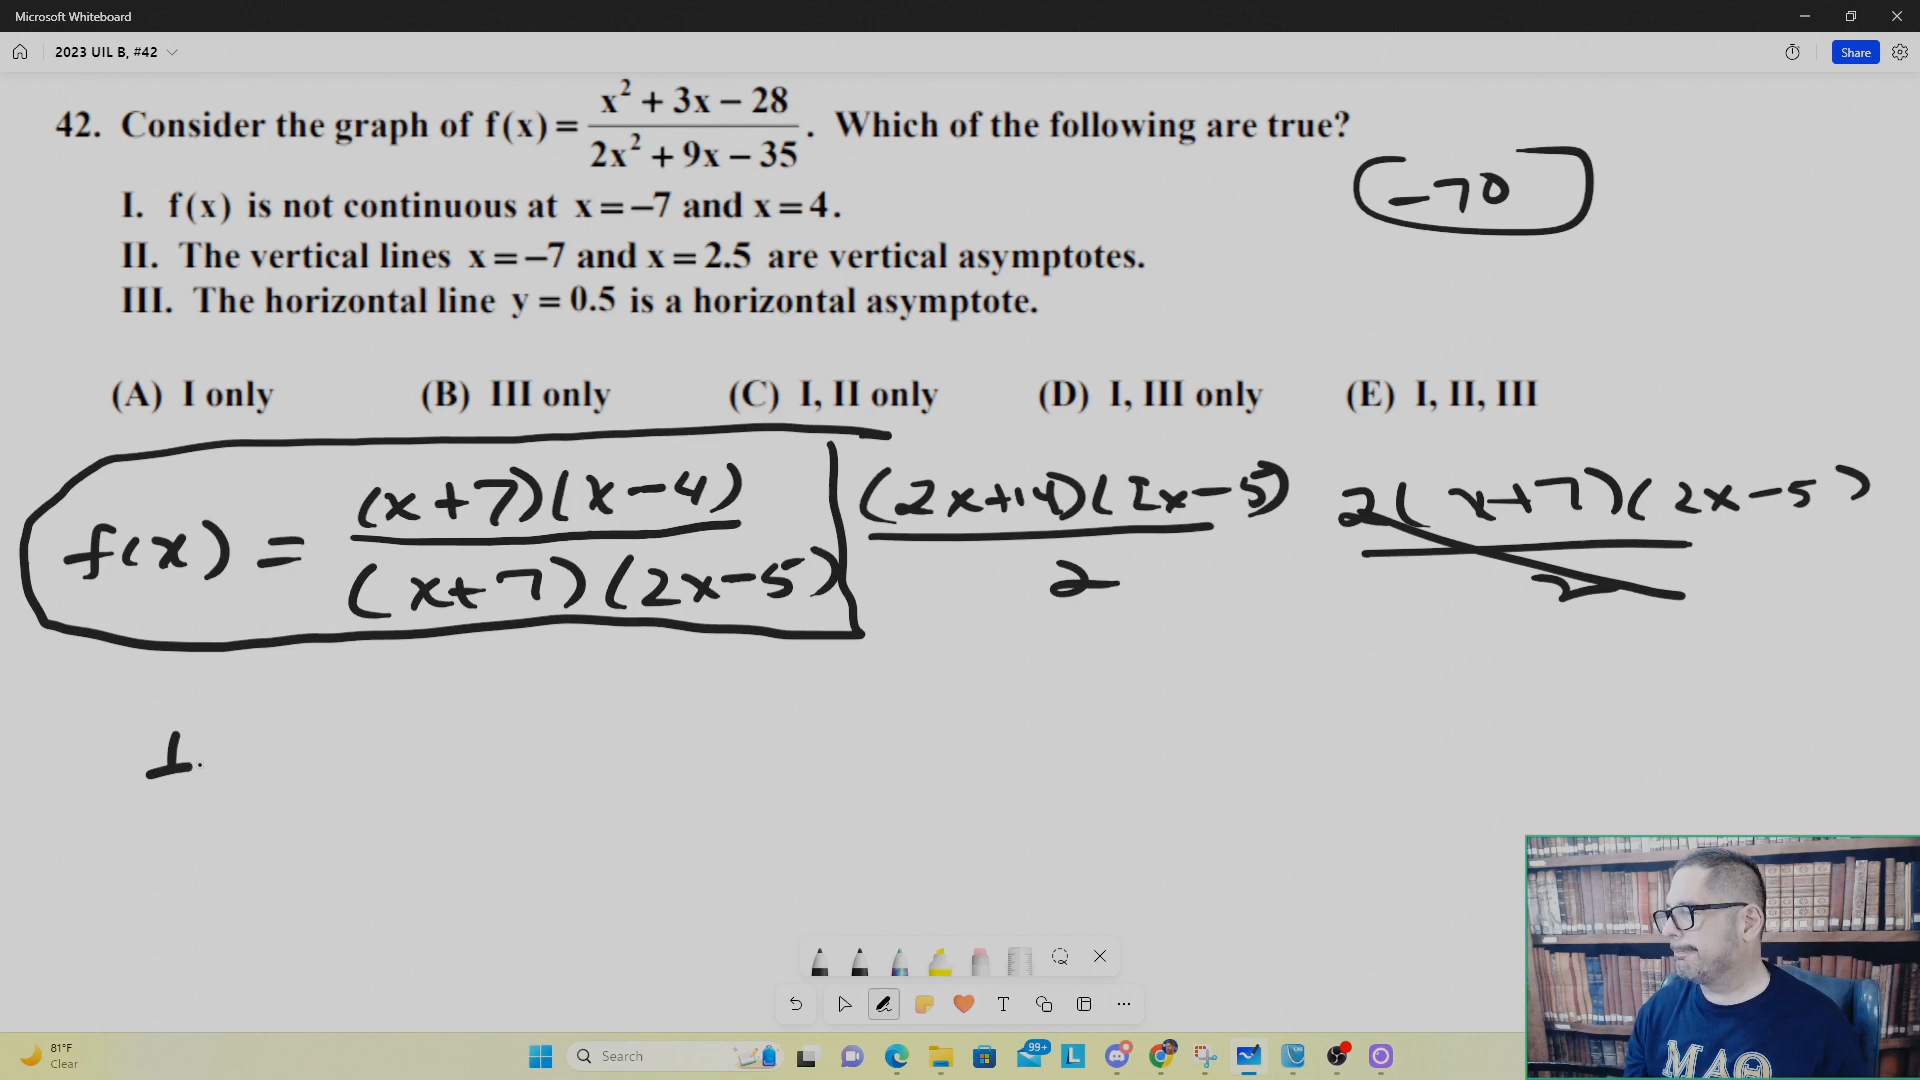 Microsoft Whiteboard
2023 UIL B, #42
Share
42. Consider the graph of f(x) = (x² + 3x − 28)/(2x² + 9x − 35). Which of the following are true?
−70
I. f(x) is not continuous at x = −7 and x = 4.
II. The vertical lines x = −7 and x = 2.5 are vertical asymptotes.
III. The horizontal line y = 0.5 is a horizontal asymptote.
(A) I only (B) III only (C) I, II only (D) I, III only (E) I, II, III
f(x) = (x+7)(x−4)/(x+7)(2x−5) (2x+14)(2x−5)/2 2(x+7)(2x−5)/2
1.
T
81°F
Clear
Search
99+
L
ΜΑΘ